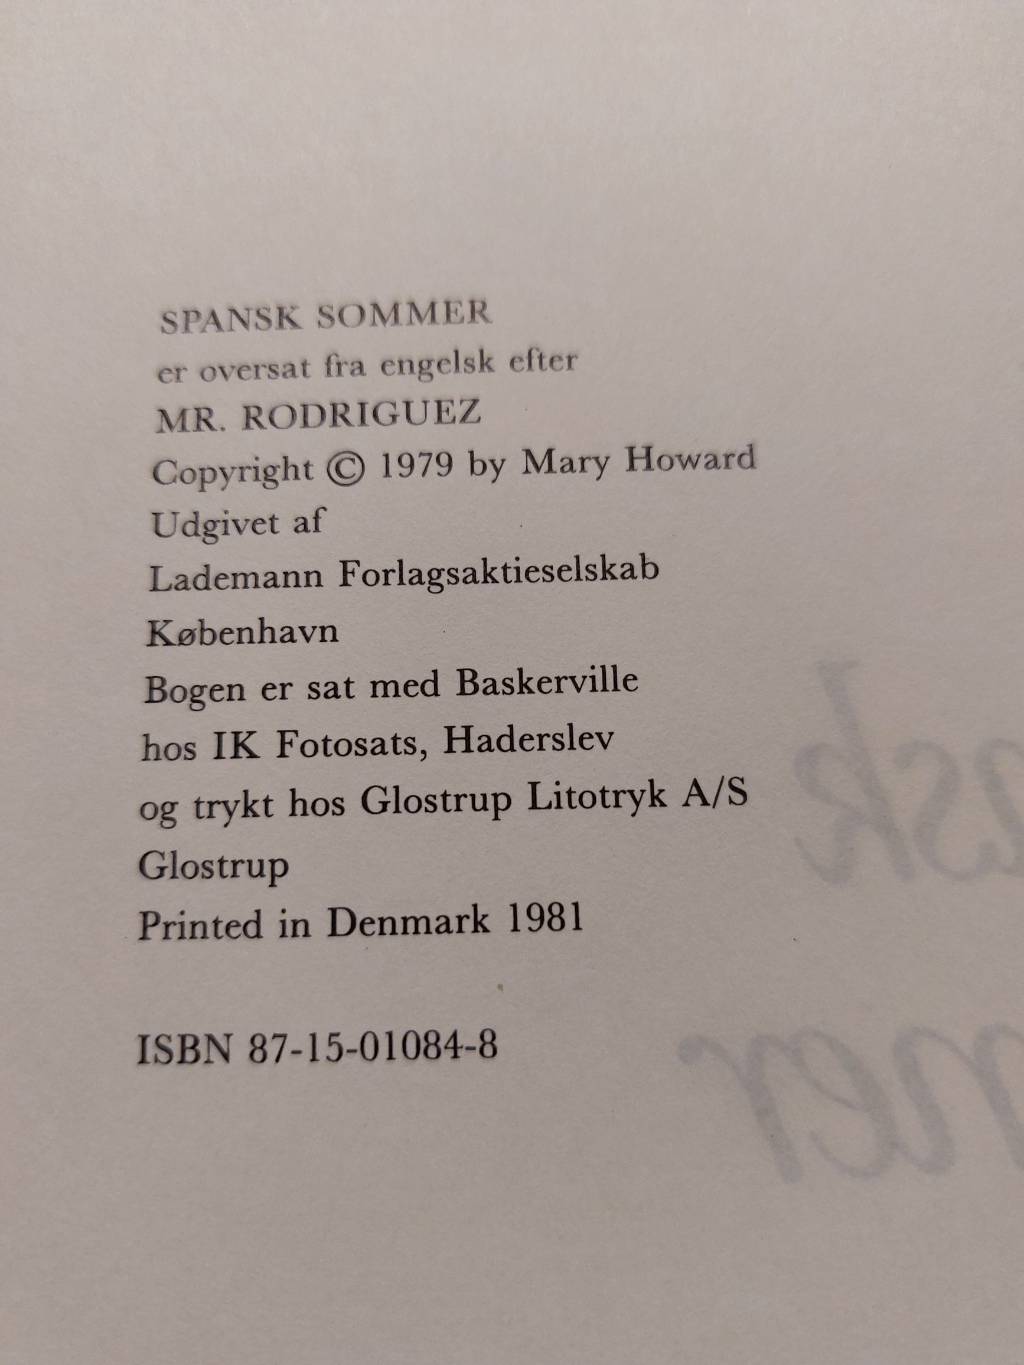 SPANSK SOMMER
er oversat fra engelsk efter
MR. RODRIGUEZ
Copyright © 1979 by Mary Howard
Udgivet af
Lademann Forlagsaktieselskab
København
Bogen er sat med Baskerville
hos IK Fotosats, Haderslev
og trykt hos Glostrup Litotryk A/S
Glostrup
Printed in Denmark 1981
ISBN 87-15-01084-8